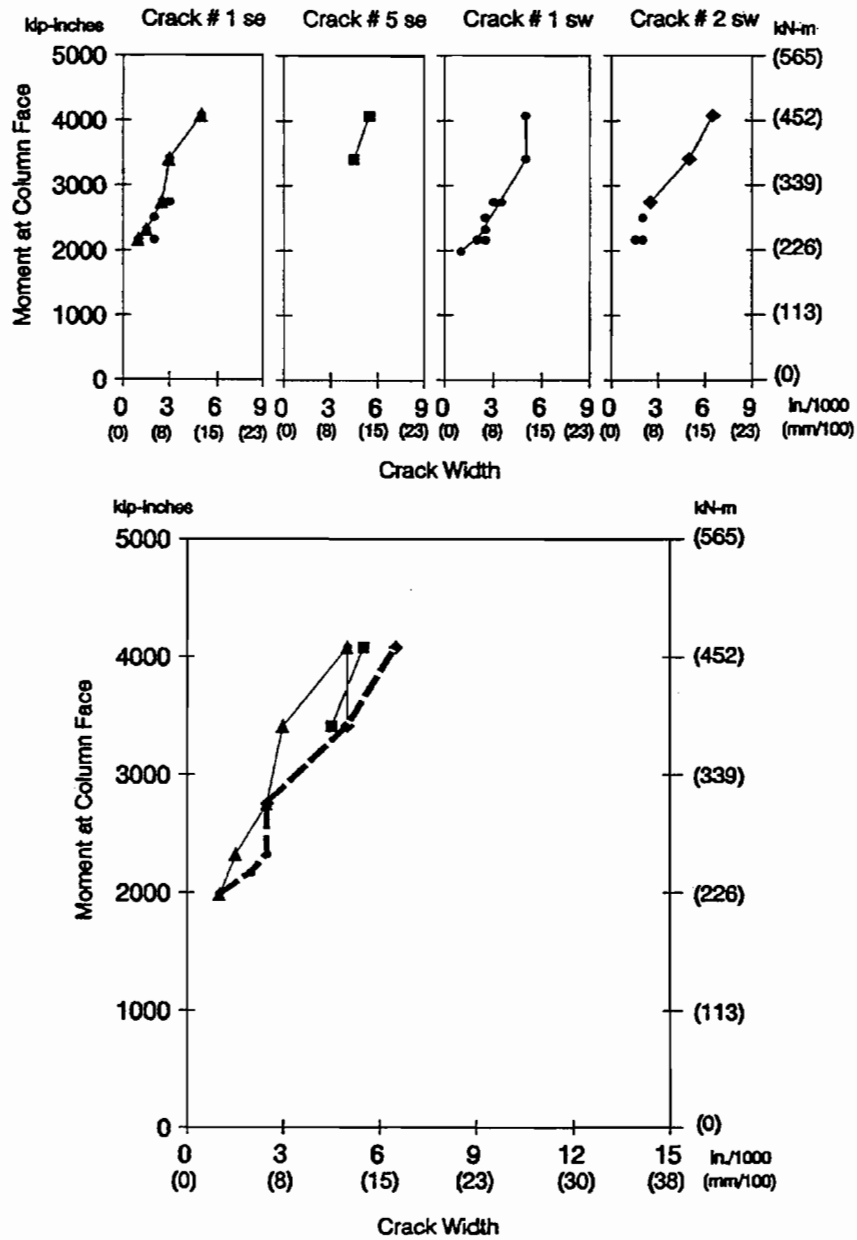 kip-inches Crack # 1 se Crack # 5 se Crack # 1 sw Crack # 2 sw kN-m
5000 (565)
4000 (452)
3000 (339)
2000 (226)
1000 (113)
0 (0)
Moment at Column Face
0 3 6 9 0 3 6 9 0 3 6 9 0 3 6 9 in./1000
(0) (8) (15) (23) (0) (8) (15) (23) (0) (8) (15) (23) (0) (8) (15) (23) (mm/100)
Crack Width
kip-inches kN-m
5000 (565)
4000 (452)
3000 (339)
2000 (226)
1000 (113)
0 (0)
Moment at Column Face
0 3 6 9 12 15 in./1000
(0) (8) (15) (23) (30) (38) (mm/100)
Crack Width